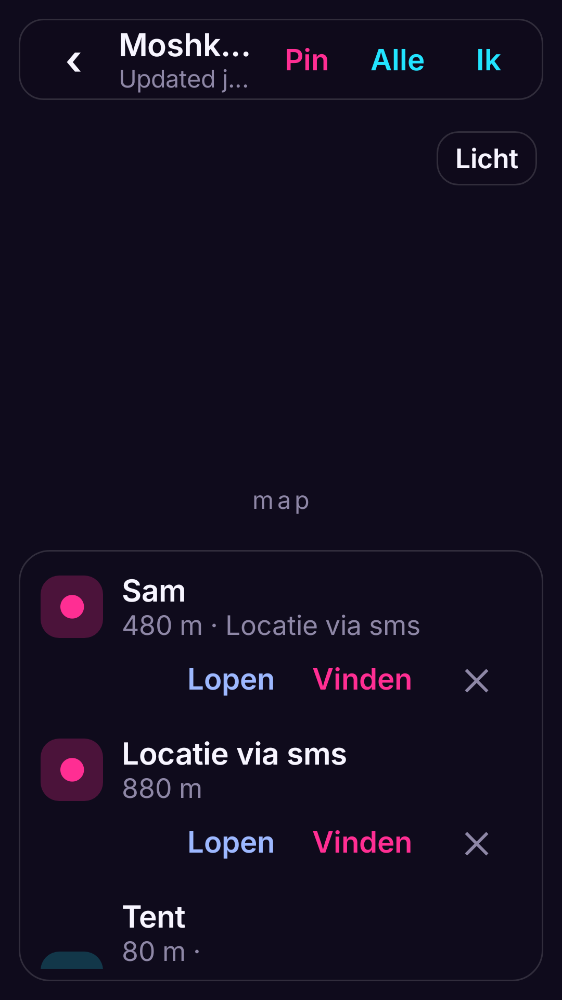 ‹ Moshk... Pin Alle Ik
Updated j...
Licht
map
Sam
480 m · Locatie via sms
Lopen Vinden ×
Locatie via sms
880 m
Lopen Vinden ×
Tent
80 m ·